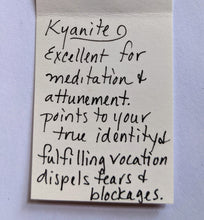 Kyanite
Excellent for
meditation &
attunement.
points to your
true identity &
fulfilling vocation
dispels fears &
blockages.